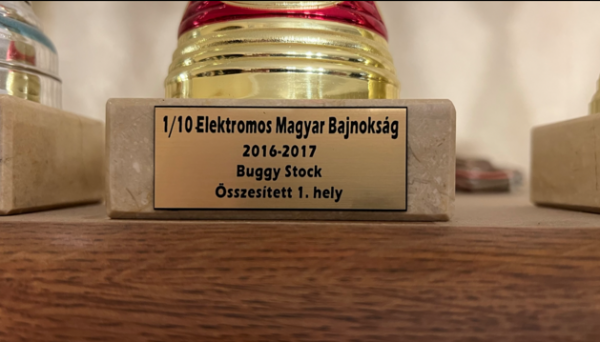 1/10 Elektromos Magyar Bajnokság
2016-2017
Buggy Stock
Összesített 1. hely